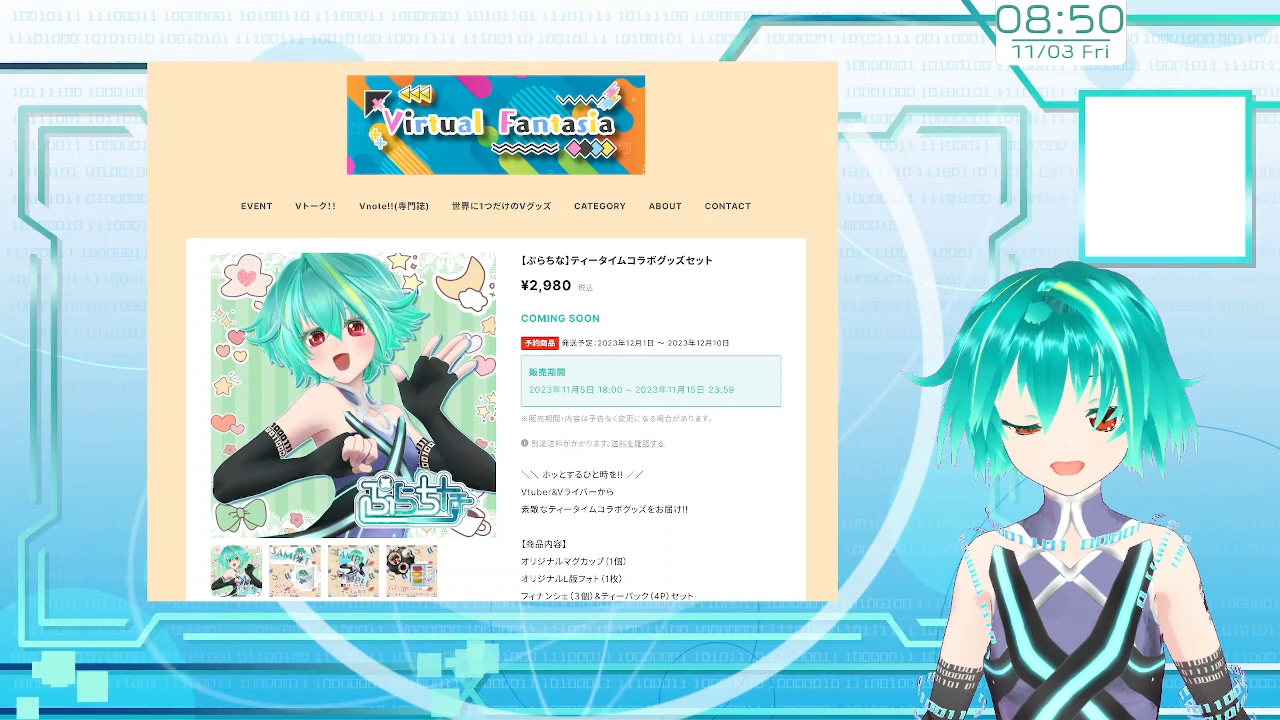 08:50
11/03 Fri
Virtual Fantasia
EVENT Vトーク!! Vnote!!(専門誌) 世界に1つだけのVグッズ CATEGORY ABOUT CONTACT
【ぷらちな】ティータイムコラボグッズセット
¥2,980 税込
COMING SOON
予約商品 発送予定:2023年12月1日 〜 2023年12月10日
販売期間
2023年11月5日 18:00 ~ 2023年11月15日 23:59
※販売期間・内容は予告なく変更になる場合があります。
別途送料がかかります。送料を確認する
＼＼ ホッとするひと時を!! ／／
Vtuber&Vライバーから
素敵なティータイムコラボグッズをお届け!!
【商品内容】
オリジナルマグカップ(1個)
オリジナルL版フォト(1枚)
フィナンシェ(3個)&ティーパック(4P)セット
ぷらちな